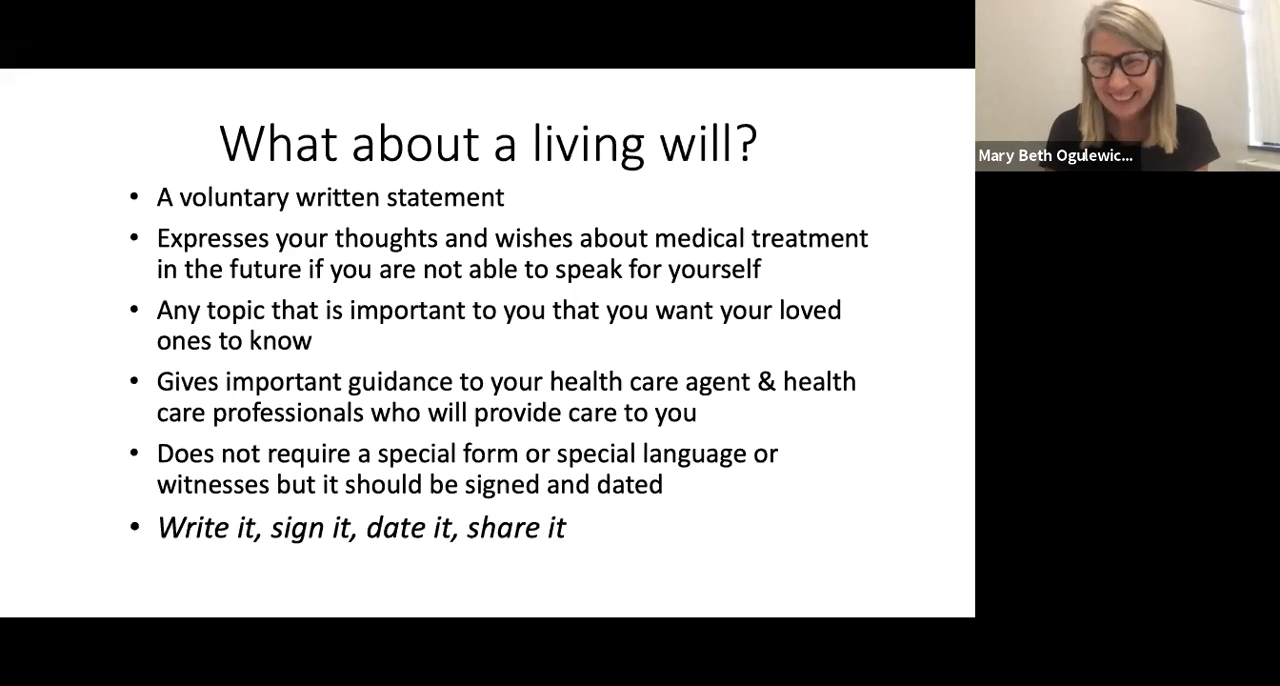 What about a living will?
• A voluntary written statement
• Expresses your thoughts and wishes about medical treatment
in the future if you are not able to speak for yourself
• Any topic that is important to you that you want your loved
ones to know
• Gives important guidance to your health care agent & health
care professionals who will provide care to you
• Does not require a special form or special language or
witnesses but it should be signed and dated
• Write it, sign it, date it, share it
Mary Beth Ogulewic...